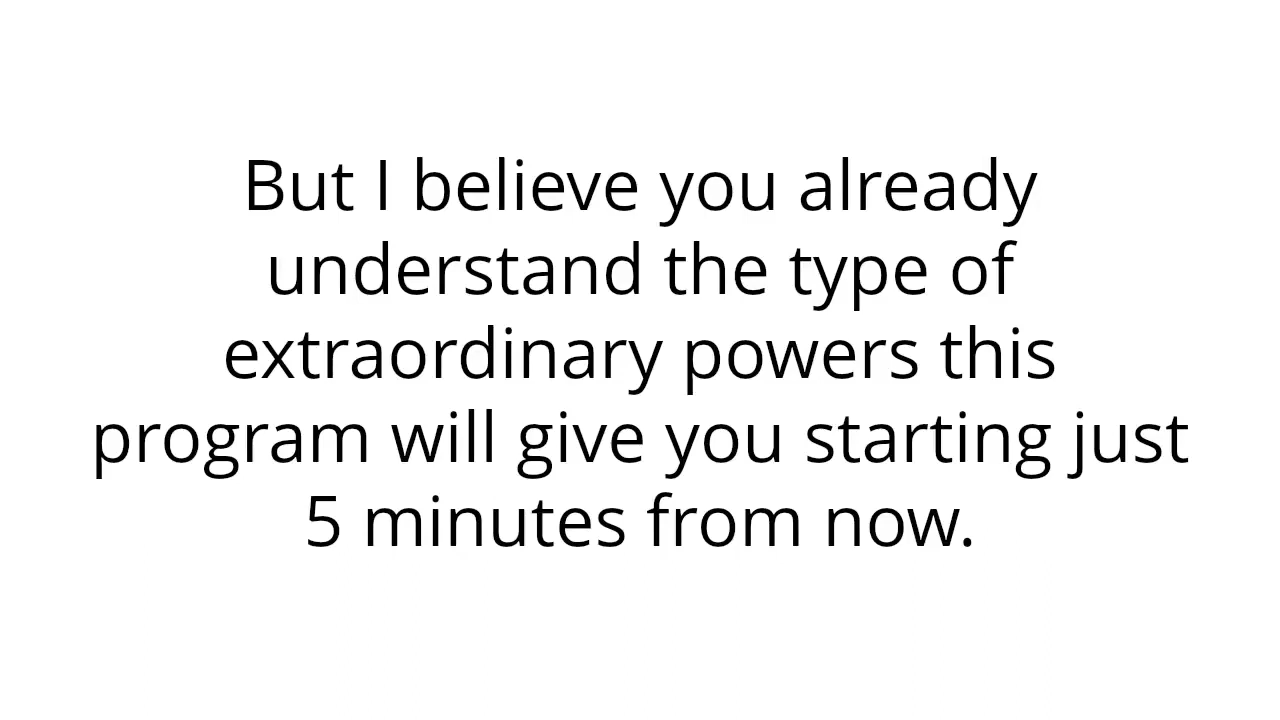 But I believe you already
understand the type of
extraordinary powers this
program will give you starting just
5 minutes from now.